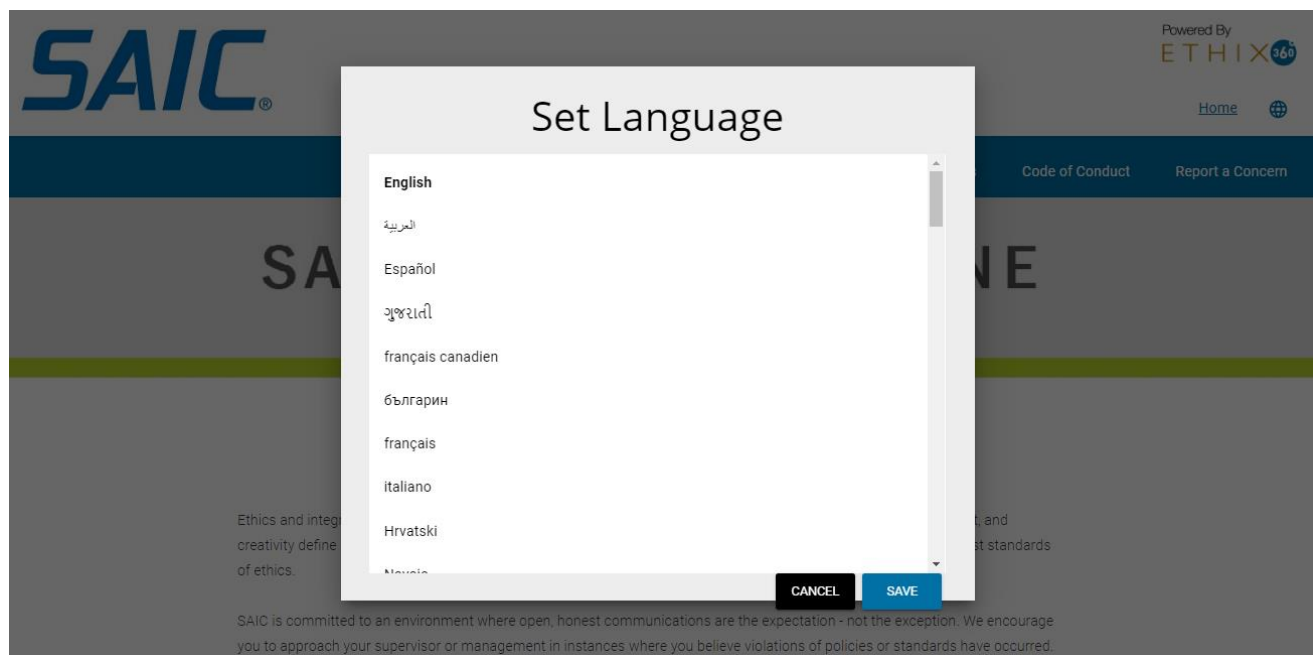 SAIC®
Powered By
ETHIX360
Home
Code of Conduct
Report a Concern
SA
NE
Set Language
English
العربية
Español
ગુજરાતી
français canadien
българин
français
italiano
Hrvatski
CANCEL
SAVE
Ethics and integ
, and
creativity define
st standards
of ethics.
SAIC is committed to an environment where open, honest communications are the expectation - not the exception. We encourage
you to approach your supervisor or management in instances where you believe violations of policies or standards have occurred.